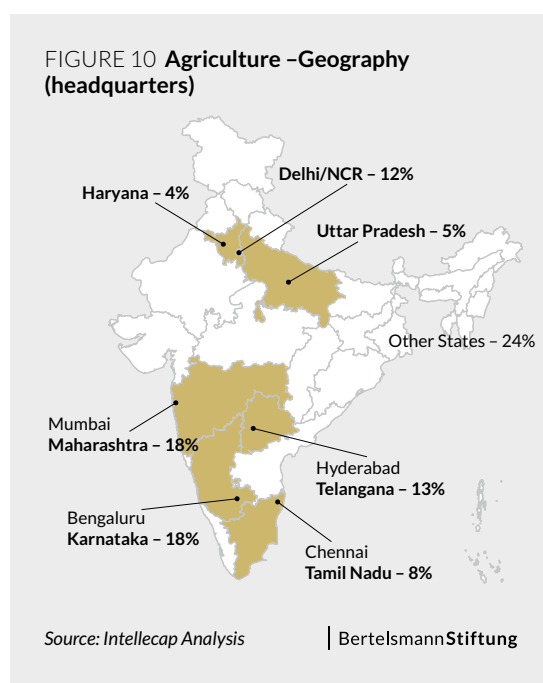 FIGURE 10 Agriculture –Geography
(headquarters)
Delhi/NCR – 12%
Haryana – 4%
Uttar Pradesh – 5%
Other States – 24%
Mumbai
Maharashtra – 18%
Hyderabad
Telangana – 13%
Bengaluru
Karnataka – 18%
Chennai
Tamil Nadu – 8%
Source: Intellecap Analysis
BertelsmannStiftung